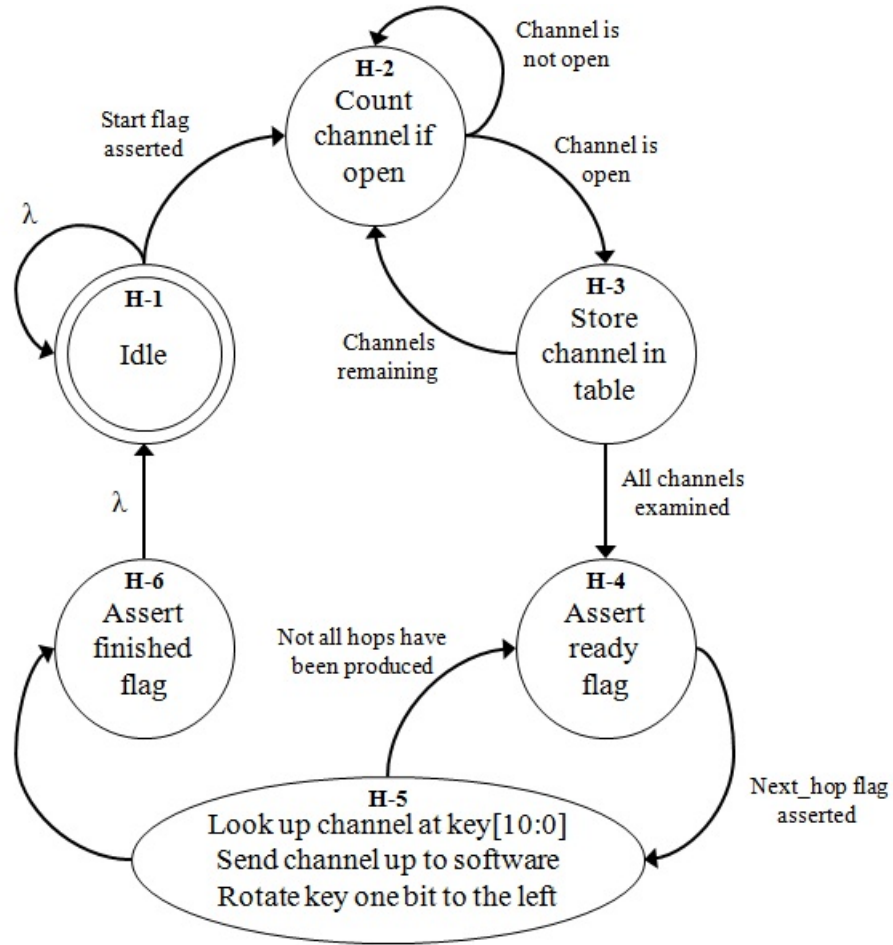 H-2
Count
channel if
open
Channel is
not open
Start flag
asserted
Channel is
open
λ
H-1
Idle
H-3
Store
channel in
table
Channels
remaining
All channels
examined
λ
H-6
Assert
finished
flag
Not all hops have
been produced
H-4
Assert
ready
flag
Next_hop flag
asserted
H-5
Look up channel at key[10:0]
Send channel up to software
Rotate key one bit to the left